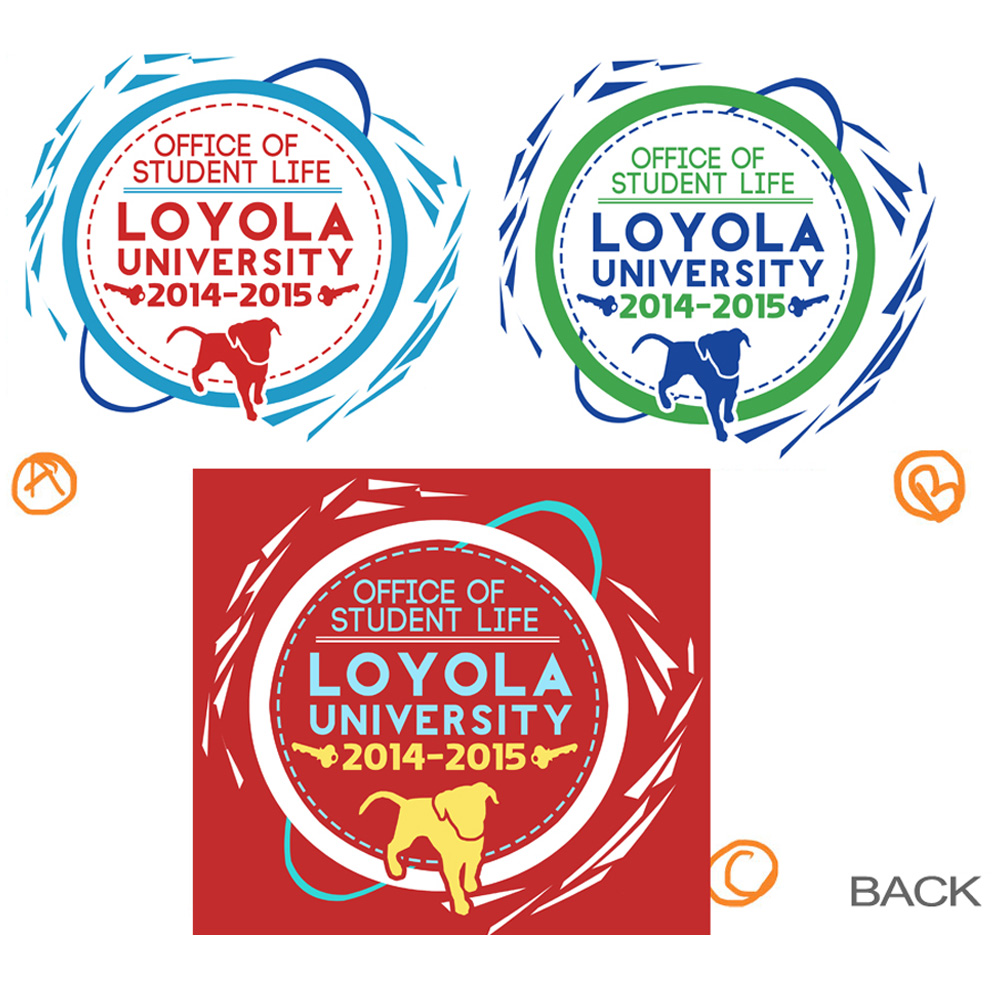 OFFICE OF
STUDENT LIFE
LOYOLA
UNIVERSITY
2014-2015
OFFICE OF
STUDENT LIFE
LOYOLA
UNIVERSITY
2014-2015
A
B
OFFICE OF
STUDENT LIFE
LOYOLA
UNIVERSITY
2014-2015
C
BACK